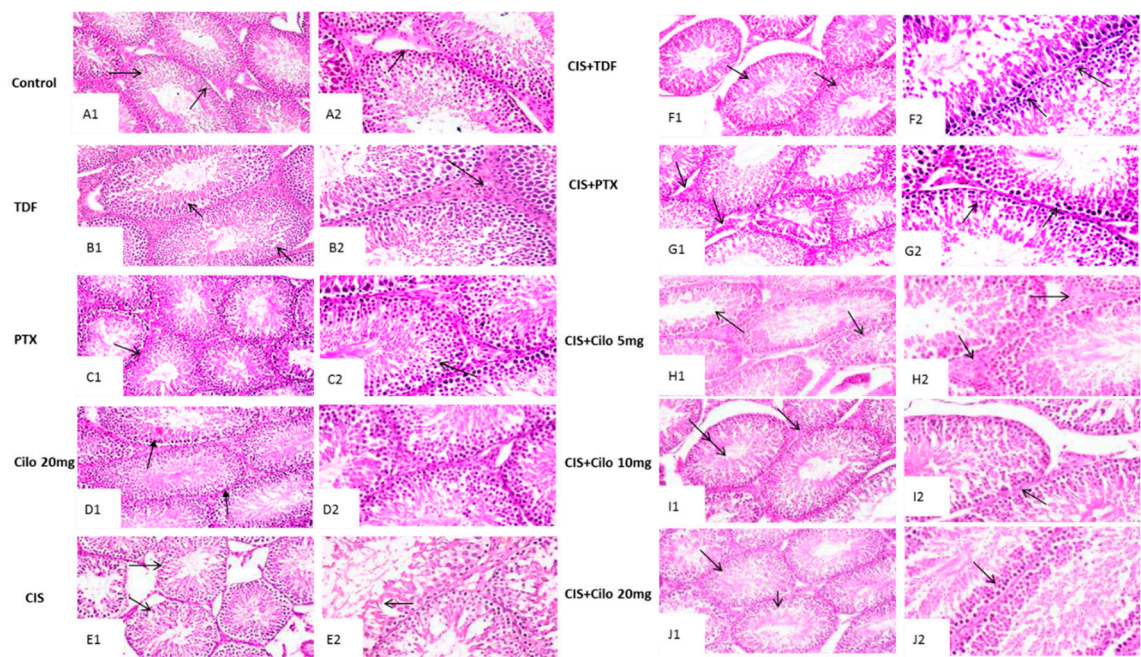 Control
A1
A2
TDF
B1
B2
PTX
C1
C2
Cilo 20mg
D1
D2
CIS
E1
E2
CIS+TDF
F1
F2
CIS+PTX
G1
G2
CIS+Cilo 5mg
H1
H2
CIS+Cilo 10mg
I1
I2
CIS+Cilo 20mg
J1
J2